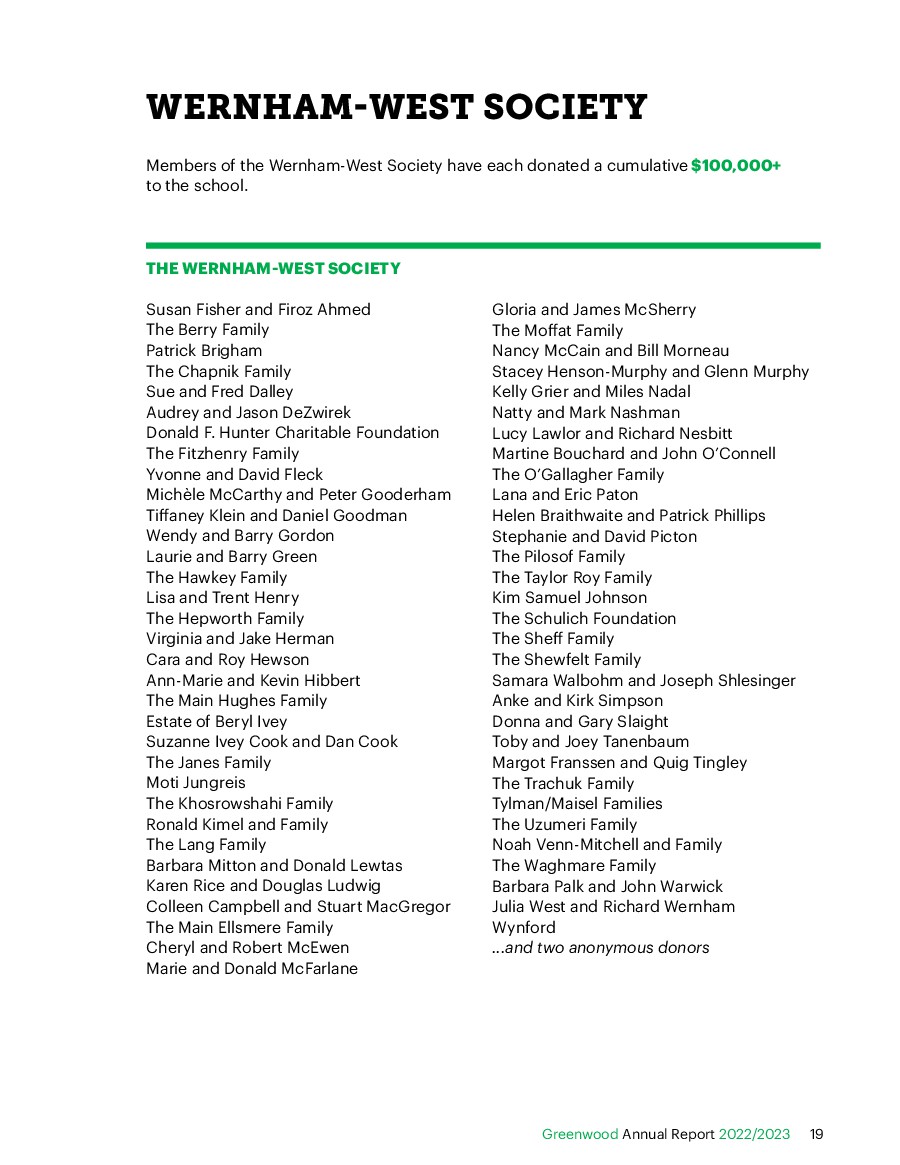 WERNHAM-WEST SOCIETY
Members of the Wernham-West Society have each donated a cumulative $100,000+
to the school.
THE WERNHAM-WEST SOCIETY
Susan Fisher and Firoz Ahmed
The Berry Family
Patrick Brigham
The Chapnik Family
Sue and Fred Dalley
Audrey and Jason DeZwirek
Donald F. Hunter Charitable Foundation
The Fitzhenry Family
Yvonne and David Fleck
Michèle McCarthy and Peter Gooderham
Tiffaney Klein and Daniel Goodman
Wendy and Barry Gordon
Laurie and Barry Green
The Hawkey Family
Lisa and Trent Henry
The Hepworth Family
Virginia and Jake Herman
Cara and Roy Hewson
Ann-Marie and Kevin Hibbert
The Main Hughes Family
Estate of Beryl Ivey
Suzanne Ivey Cook and Dan Cook
The Janes Family
Moti Jungreis
The Khosrowshahi Family
Ronald Kimel and Family
The Lang Family
Barbara Mitton and Donald Lewtas
Karen Rice and Douglas Ludwig
Colleen Campbell and Stuart MacGregor
The Main Ellsmere Family
Cheryl and Robert McEwen
Marie and Donald McFarlane
Gloria and James McSherry
The Moffat Family
Nancy McCain and Bill Morneau
Stacey Henson-Murphy and Glenn Murphy
Kelly Grier and Miles Nadal
Natty and Mark Nashman
Lucy Lawlor and Richard Nesbitt
Martine Bouchard and John O’Connell
The O’Gallagher Family
Lana and Eric Paton
Helen Braithwaite and Patrick Phillips
Stephanie and David Picton
The Pilosof Family
The Taylor Roy Family
Kim Samuel Johnson
The Schulich Foundation
The Sheff Family
The Shewfelt Family
Samara Walbohm and Joseph Shlesinger
Anke and Kirk Simpson
Donna and Gary Slaight
Toby and Joey Tanenbaum
Margot Franssen and Quig Tingley
The Trachuk Family
Tylman/Maisel Families
The Uzumeri Family
Noah Venn-Mitchell and Family
The Waghmare Family
Barbara Palk and John Warwick
Julia West and Richard Wernham
Wynford
...and two anonymous donors
Greenwood Annual Report 2022/2023 19